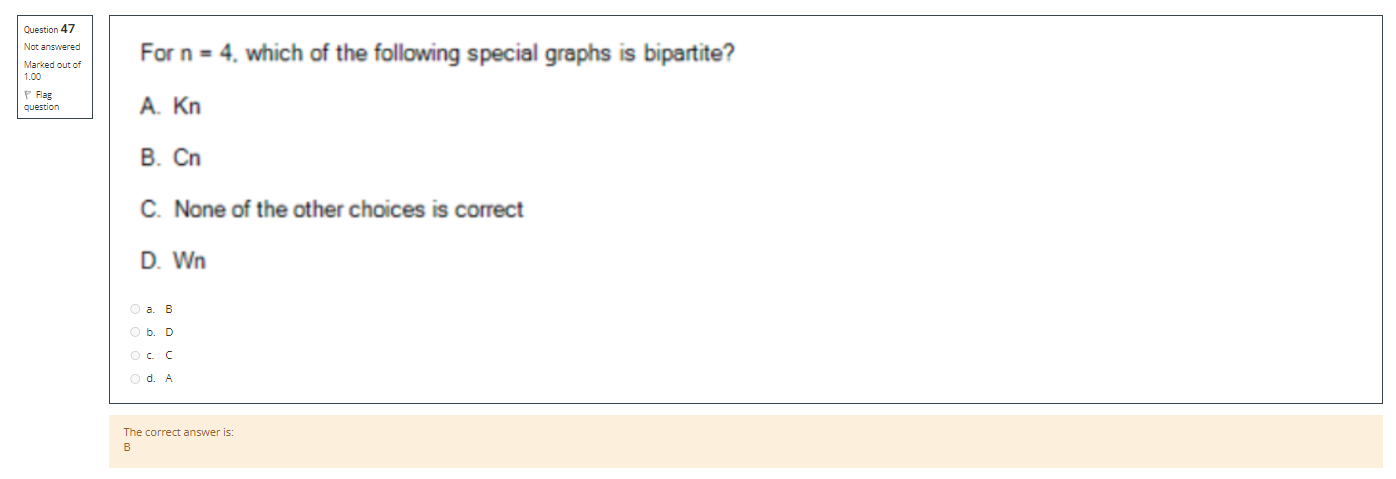 Question 47
Not answered
Marked out of
1.00
Flag
question
For n = 4, which of the following special graphs is bipartite?
A. Kn
B. Cn
C. None of the other choices is correct
D. Wn
a. B
b. D
c. C
d. A
The correct answer is:
B